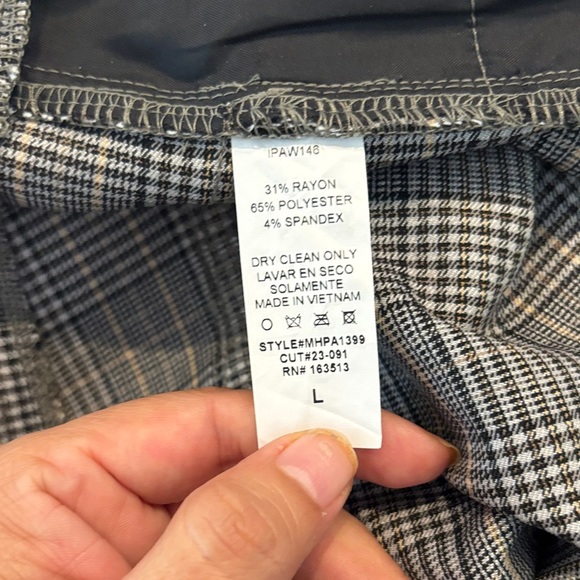 IPAW148
31% RAYON
65% POLYESTER
4% SPANDEX
DRY CLEAN ONLY
LAVAR EN SECO
SOLAMENTE
MADE IN VIETNAM
STYLE#MHPA1399
CUT#23-091
RN# 163513
L